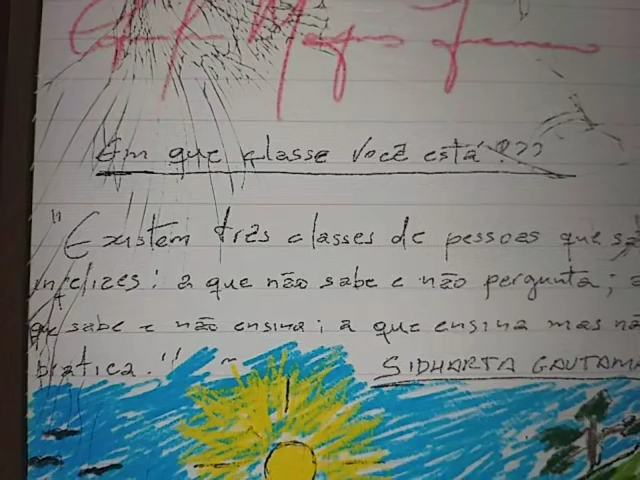 Em que classe você está???
"Existem três classes de pessoas que são
infelizes: a que não sabe e não pergunta; a
que sabe e não ensina; a que ensina mas não
pratica."
SIDHARTA GAUTAMA